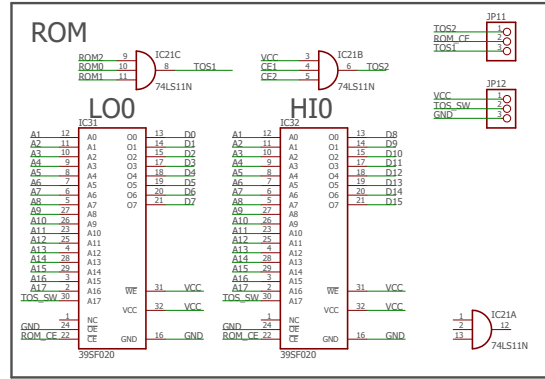 ROM
JP11
TOS2 1
ROM_CE 2
TOS1 3
ROM2 9 IC21C
ROM0 10 8 TOS1
ROM1 11 74LS11N
VCC 3 IC21B
CE1 4 6 TOS2
CE2 5 74LS11N
JP12
VCC 1
TOS_SW 2
GND 3
LO0
IC31
A1 12 A0 O0 13 D0
A2 11 A1 O1 14 D1
A3 10 A2 O2 15 D2
A4 9 A3 O3 17 D3
A5 8 A4 O4 18 D4
A6 7 A5 O5 19 D5
A7 6 A6 O6 20 D6
A8 5 A7 O7 21 D7
A9 27 A8
A10 26 A9
A11 23 A10
A12 25 A11
A13 4 A12
A14 28 A13
A15 29 A14
A16 3 A15
A17 2 A16 WE 31 VCC
TOS_SW 30 A17
VCC 32 VCC
1 NC
GND 24 OE
ROM_CE 22 CE GND 16 GND
39SF020
HI0
IC32
A1 12 A0 O0 13 D8
A2 11 A1 O1 14 D9
A3 10 A2 O2 15 D10
A4 9 A3 O3 17 D11
A5 8 A4 O4 18 D12
A6 7 A5 O5 19 D13
A7 6 A6 O6 20 D14
A8 5 A7 O7 21 D15
A9 27 A8
A10 26 A9
A11 23 A10
A12 25 A11
A13 4 A12
A14 28 A13
A15 29 A14
A16 3 A15
A17 2 A16 WE 31 VCC
TOS_SW 30 A17
VCC 32 VCC
1 NC
GND 24 OE
ROM_CE 22 CE GND 16 GND
39SF020
1 IC21A
2 12
13 74LS11N